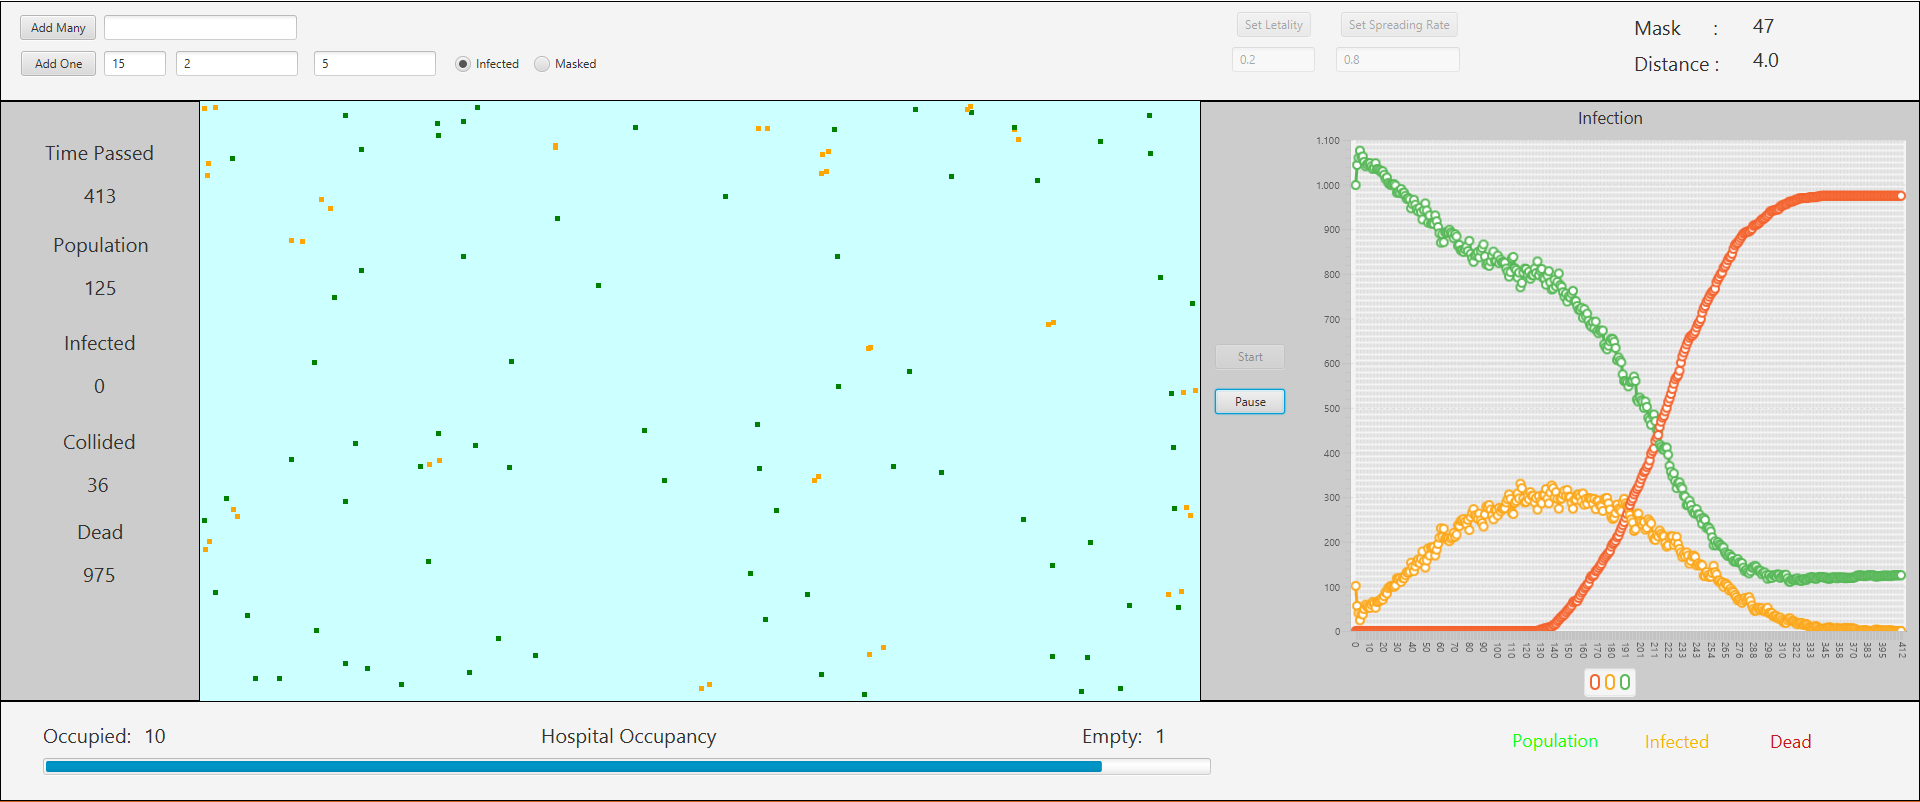 Add Many
Add One 15 2 5 Infected Masked
Set Letality Set Spreading Rate
0.2 0.8
Mask : 47
Distance : 4.0
Time Passed
413
Population
125
Infected
0
Collided
36
Dead
975
Start
Pause
Infection
1.100
1.000
900
800
700
600
500
400
300
200
100
0
0 10 20 30 40 50 60 70 80 90 100 110 120 130 140 150 160 170 180 191 201 211 222 233 243 254 265 276 288 298 310 322 333 345 358 370 383 395 412
Occupied: 10 Hospital Occupancy Empty: 1
Population Infected Dead